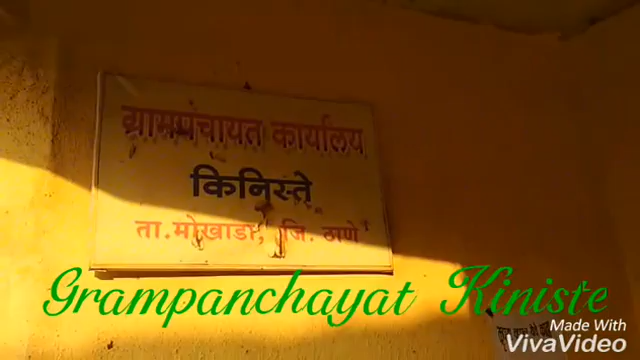 ग्रामपंचायत कार्यालय
किनिस्ते
ता.मोखाडा, जि. ठाणे
Grampanchayat Kiniste
Made With
VivaVideo